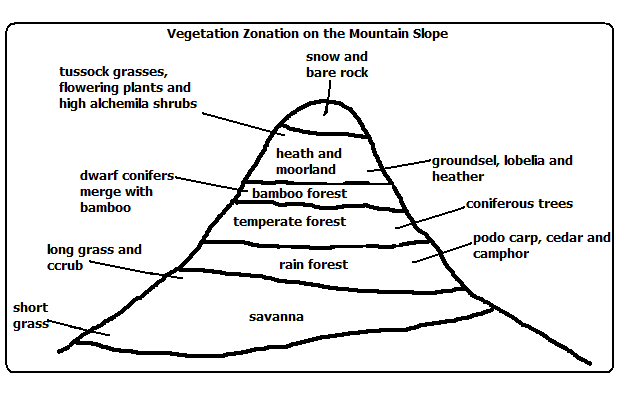 Vegetation Zonation on the Mountain Slope
snow and
bare rock
tussock grasses,
flowering plants and
high alchemila shrubs
heath and
moorland
groundsel, lobelia and
heather
dwarf conifers
merge with
bamboo
bamboo forest
coniferous trees
temperate forest
podo carp, cedar and
camphor
long grass and
ccrub
rain forest
short
grass
savanna